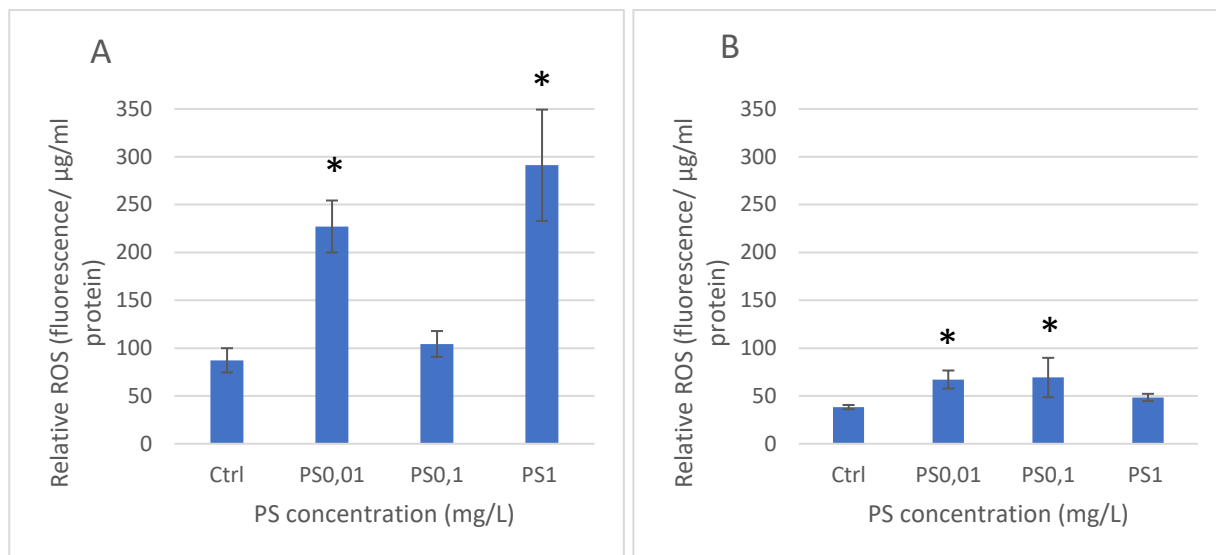 A
Relative ROS (fluorescence/ µg/ml
protein)
350
300
250
200
150
100
50
0
*
*
Ctrl PS0,01 PS0,1 PS1
PS concentration (mg/L)
B
Relative ROS (fluorescence/ µg/ml
protein)
350
300
250
200
150
100
50
0
*
*
Ctrl PS0,01 PS0,1 PS1
PS concentration (mg/L)